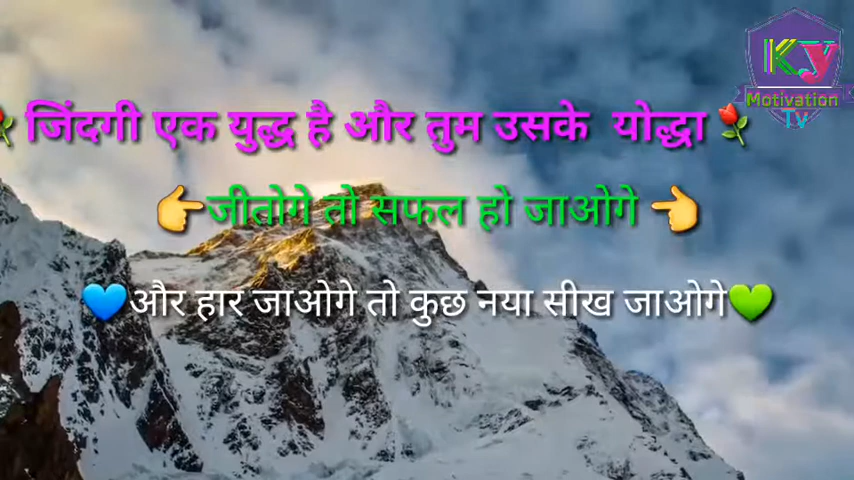 KY
Motivation
Tv
🌹जिंदगी एक युद्ध है और तुम उसके योद्धा🌹
👉जीतोगे तो सफल हो जाओगे👈
💙और हार जाओगे तो कुछ नया सीख जाओगे💚